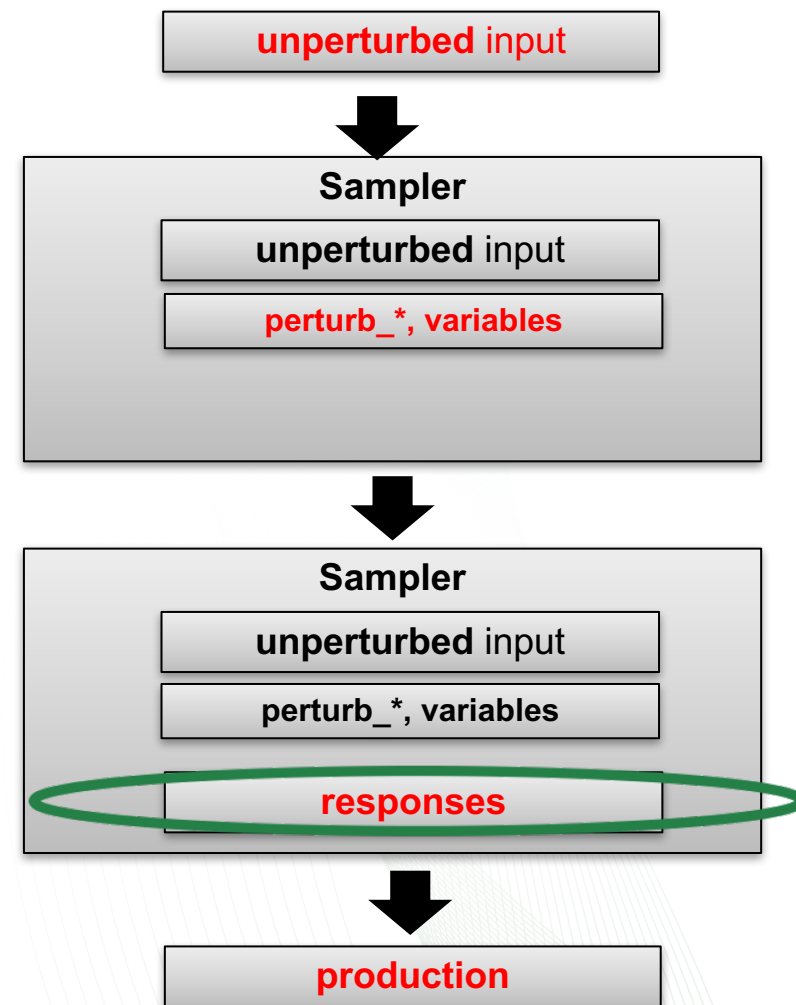 unperturbed input
Sampler
unperturbed input
perturb_*, variables
Sampler
unperturbed input
perturb_*, variables
responses
production